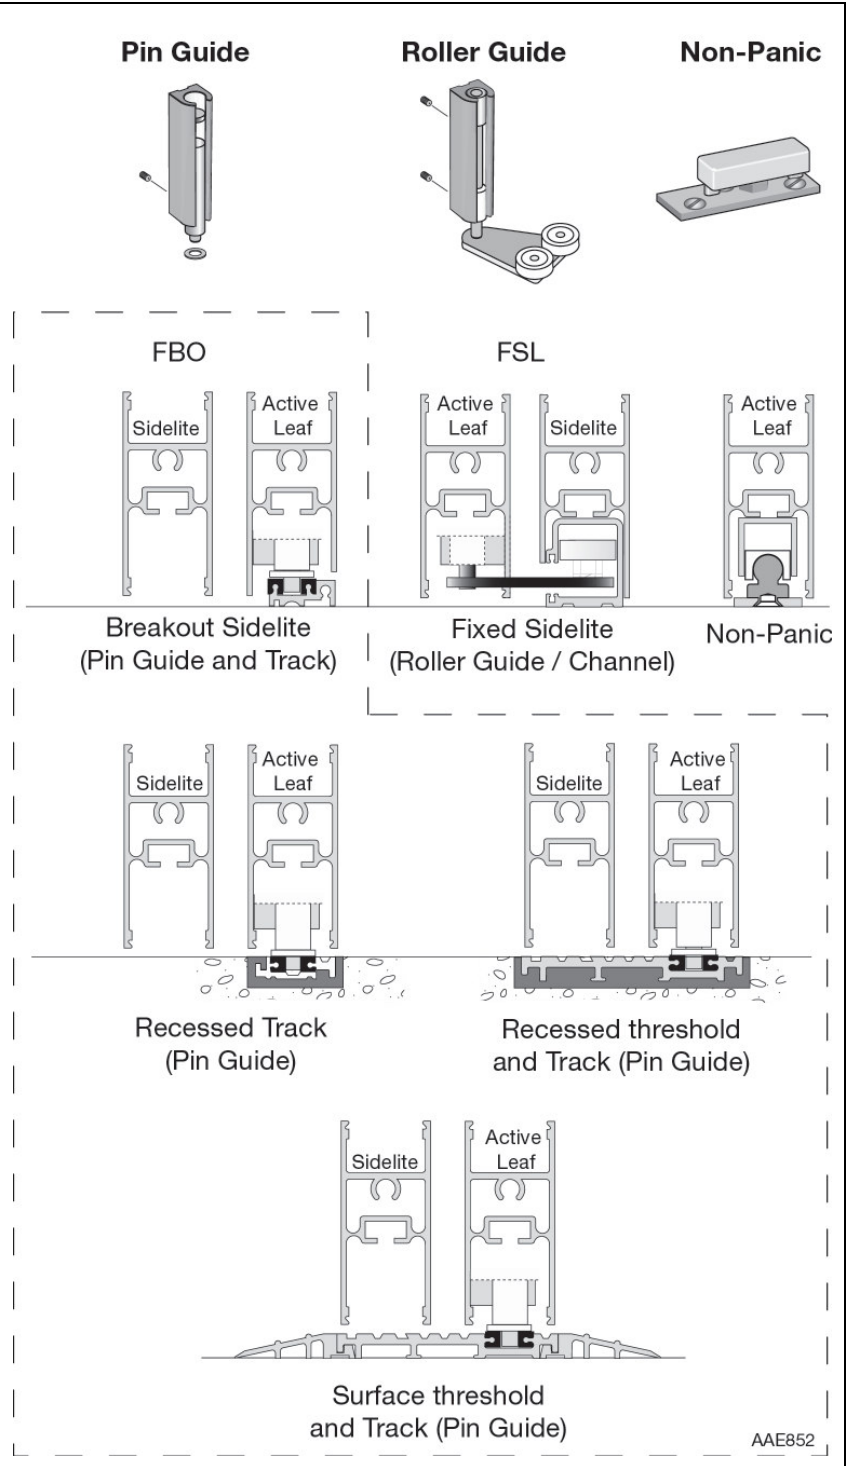 Pin Guide
Roller Guide
Non-Panic
FBO
FSL
Sidelite
Active
Leaf
Active
Leaf
Sidelite
Active
Leaf
Breakout Sidelite
(Pin Guide and Track)
Fixed Sidelite
(Roller Guide / Channel)
Non-Panic
Sidelite
Active
Leaf
Sidelite
Active
Leaf
Recessed Track
(Pin Guide)
Recessed threshold
and Track (Pin Guide)
Sidelite
Active
Leaf
Surface threshold
and Track (Pin Guide)
AAE852